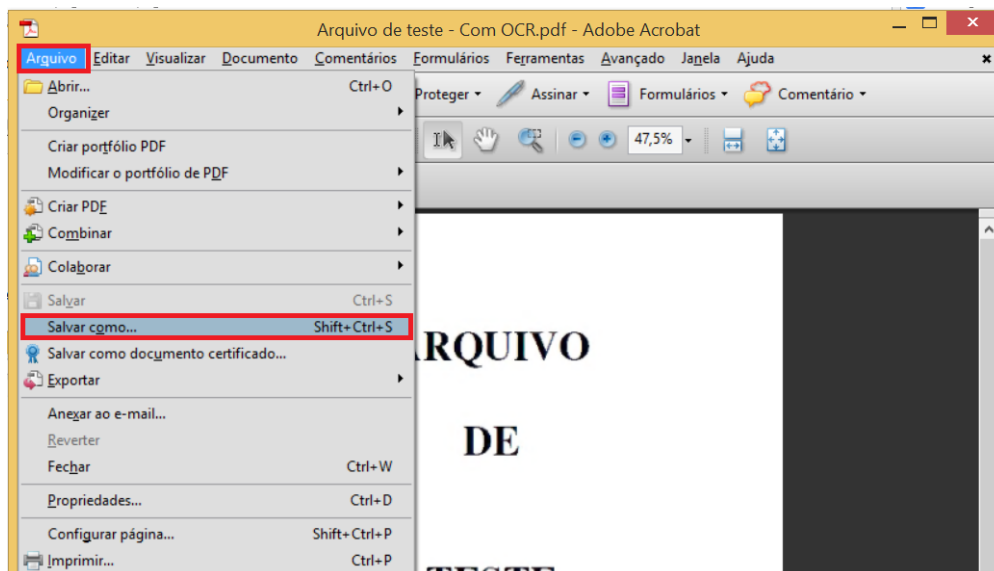 Arquivo de teste - Com OCR.pdf - Adobe Acrobat
Arquivo Editar Visualizar Documento Comentários Formulários Ferramentas Avançado Janela Ajuda
Abrir... Ctrl+O
Proteger Assinar Formulários Comentário
Organizer
47,5%
Criar portfólio PDF
Modificar o portfólio de PDF
Criar PDF
Combinar
Colaborar
Salvar Ctrl+S
Salvar como... Shift+Ctrl+S
RQUIVO
Salvar como documento certificado...
Exportar
Anexar ao e-mail...
DE
Reverter
Fechar Ctrl+W
Propriedades... Ctrl+D
Configurar página... Shift+Ctrl+P
Imprimir... Ctrl+P
TESTE